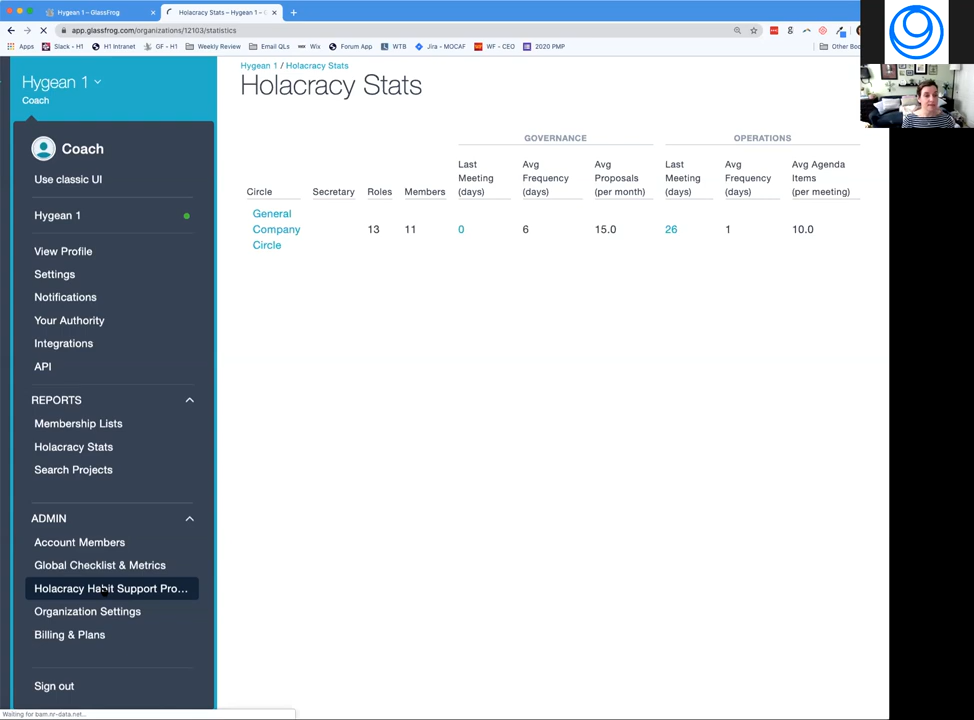 Hygean 1 – GlassFrog
Holacracy Stats – Hygean 1 –
app.glassfrog.com/organizations/12103/statistics
Apps
Slack - H1
H1 Intranet
GF - H1
Weekly Review
Email QLs
Wix
Forum App
WTB
Jira - MOCAF
WF - CEO
2020 PMP
Other Boo
Hygean 1
Coach
Coach
Use classic UI
Hygean 1
View Profile
Settings
Notifications
Your Authority
Integrations
API
REPORTS
Membership Lists
Holacracy Stats
Search Projects
ADMIN
Account Members
Global Checklist & Metrics
Holacracy Habit Support Pro...
Organization Settings
Billing & Plans
Sign out
Waiting for bam.nr-data.net...
Hygean 1 / Holacracy Stats
Holacracy Stats
GOVERNANCE OPERATIONS
Last Avg Avg Last Avg Avg Agenda
Meeting Frequency Proposals Meeting Frequency Items
Circle Secretary Roles Members (days) (days) (per month) (days) (days) (per meeting)
General
Company 13 11 0 6 15.0 26 1 10.0
Circle